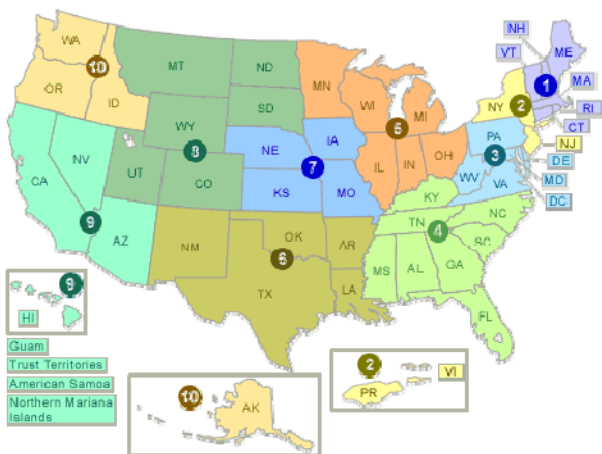 NH
VT
ME
WA
MT
ND
MN
MA
10
1
OR
ID
WI
MI
NY
2
RI
SD
5
CT
WY
PA
NJ
8
IA
3
NE
OH
DE
NV
7
IL
IN
WV
MD
UT
CO
VA
CA
KS
MO
DC
KY
NC
9
TN
4
AZ
NM
OK
AR
SC
6
MS
AL
GA
TX
LA
9
FL
HI
Guam
2
Trust Territories
VI
American Samoa
10
PR
Northern Mariana
Islands
AK